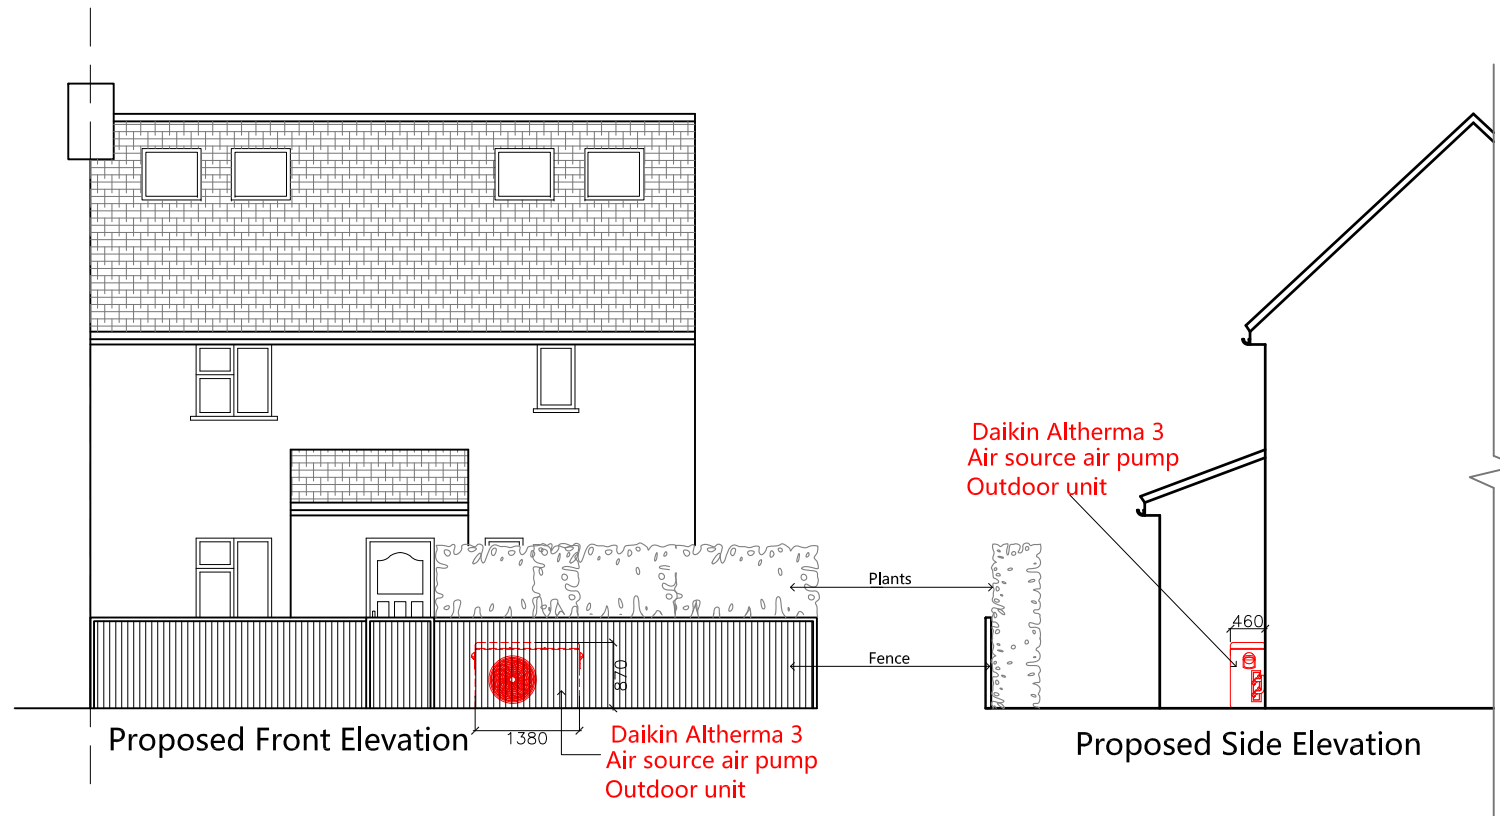 Daikin Altherma 3
Air source air pump
Outdoor unit
Plants
460
Fence
870
1380
Proposed Front Elevation
Daikin Altherma 3
Air source air pump
Outdoor unit
Proposed Side Elevation